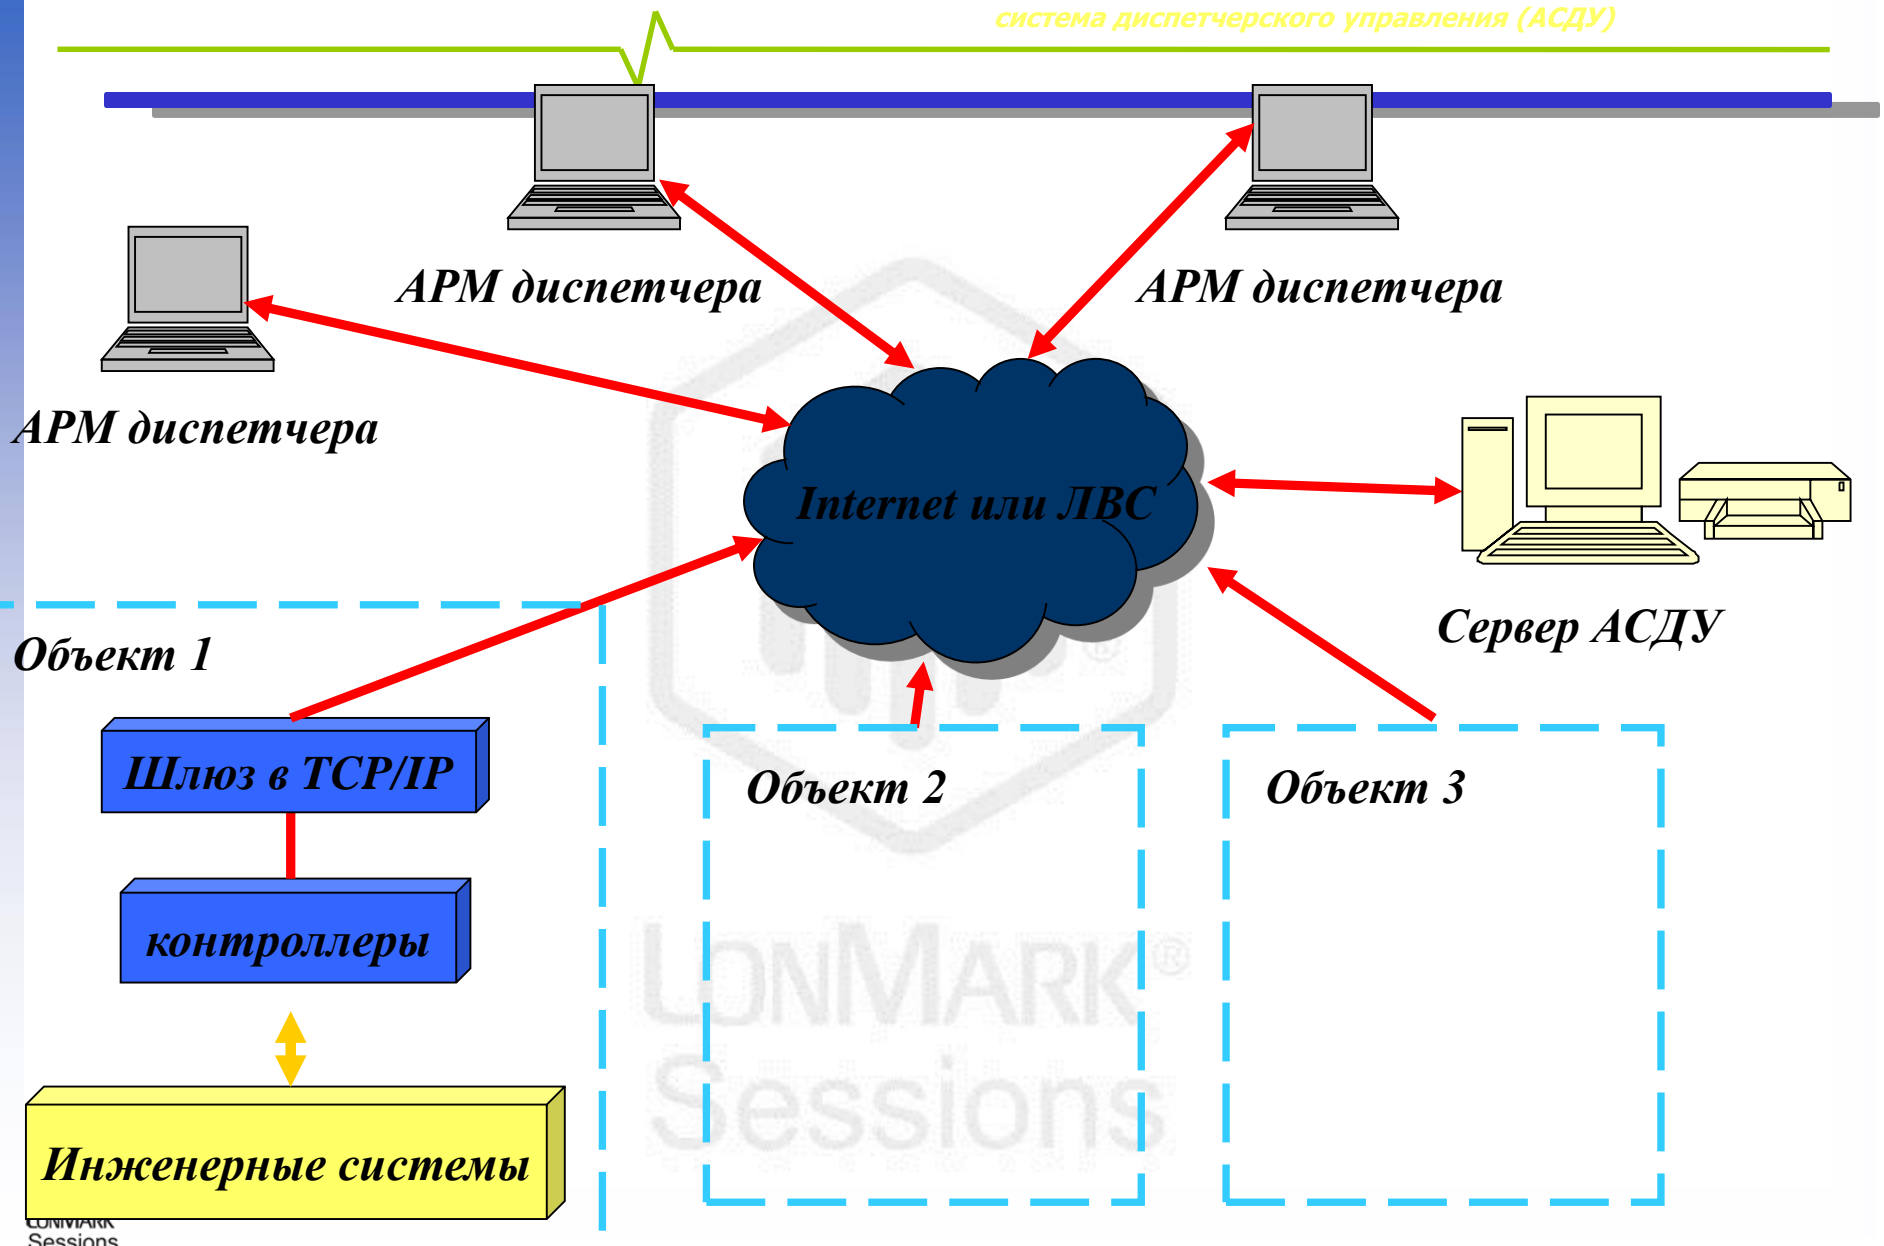 система диспетчерского управления (АСДУ)
АРМ диспетчера
АРМ диспетчера
АРМ диспетчера
Internet или ЛВС
Сервер АСДУ
Объект 1
Шлюз в TCP/IP
контроллеры
Инженерные системы
Объект 2
Объект 3
LONMARK®
Sessions
LONMARK
Sessions